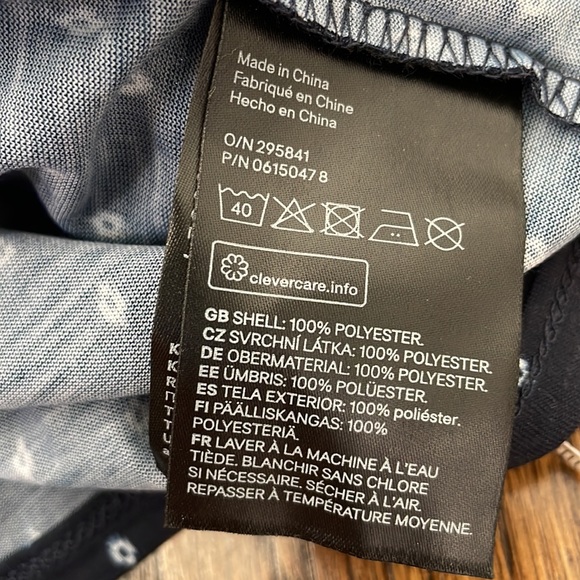 Made in China
Fabriqué en Chine
Hecho en China
O/N 295841
P/N 0615047 8
40
clevercare.info
GB SHELL: 100% POLYESTER.
CZ SVRCHNÍ LÁTKA: 100% POLYESTER.
DE OBERMATERIAL: 100% POLYESTER.
EE ÜMBRIS: 100% POLÜESTER.
ES TELA EXTERIOR: 100% poliéster.
FI PÄÄLLISKANGAS: 100%
POLYESTERIÄ.
FR LAVER À LA MACHINE À L'EAU
TIÈDE. BLANCHIR SANS CHLORE
SI NÉCESSAIRE. SÉCHER À L'AIR.
REPASSER À TEMPÉRATURE MOYENNE.